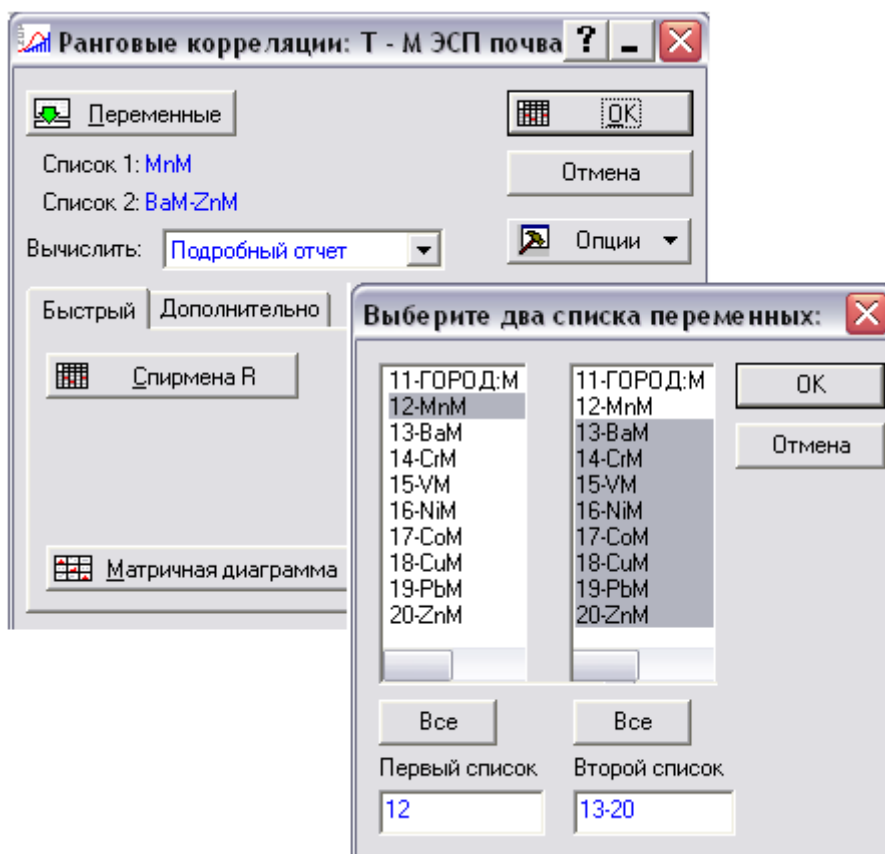 Ранговые корреляции: Т - М ЭСП почва
Переменные
OK
Список 1: MnM
Отмена
Список 2: BaM-ZnM
Вычислить: Подробный отчет
Опции
Быстрый Дополнительно
Спирмена R
Матричная диаграмма
Выберите два списка переменных:
11-ГОРОД:М
12-MnM
13-BaM
14-CrM
15-VM
16-NiM
17-CoM
18-CuM
19-PbM
20-ZnM
11-ГОРОД:М
12-MnM
13-BaM
14-CrM
15-VM
16-NiM
17-CoM
18-CuM
19-PbM
20-ZnM
OK
Отмена
Все Все
Первый список Второй список
12 13-20